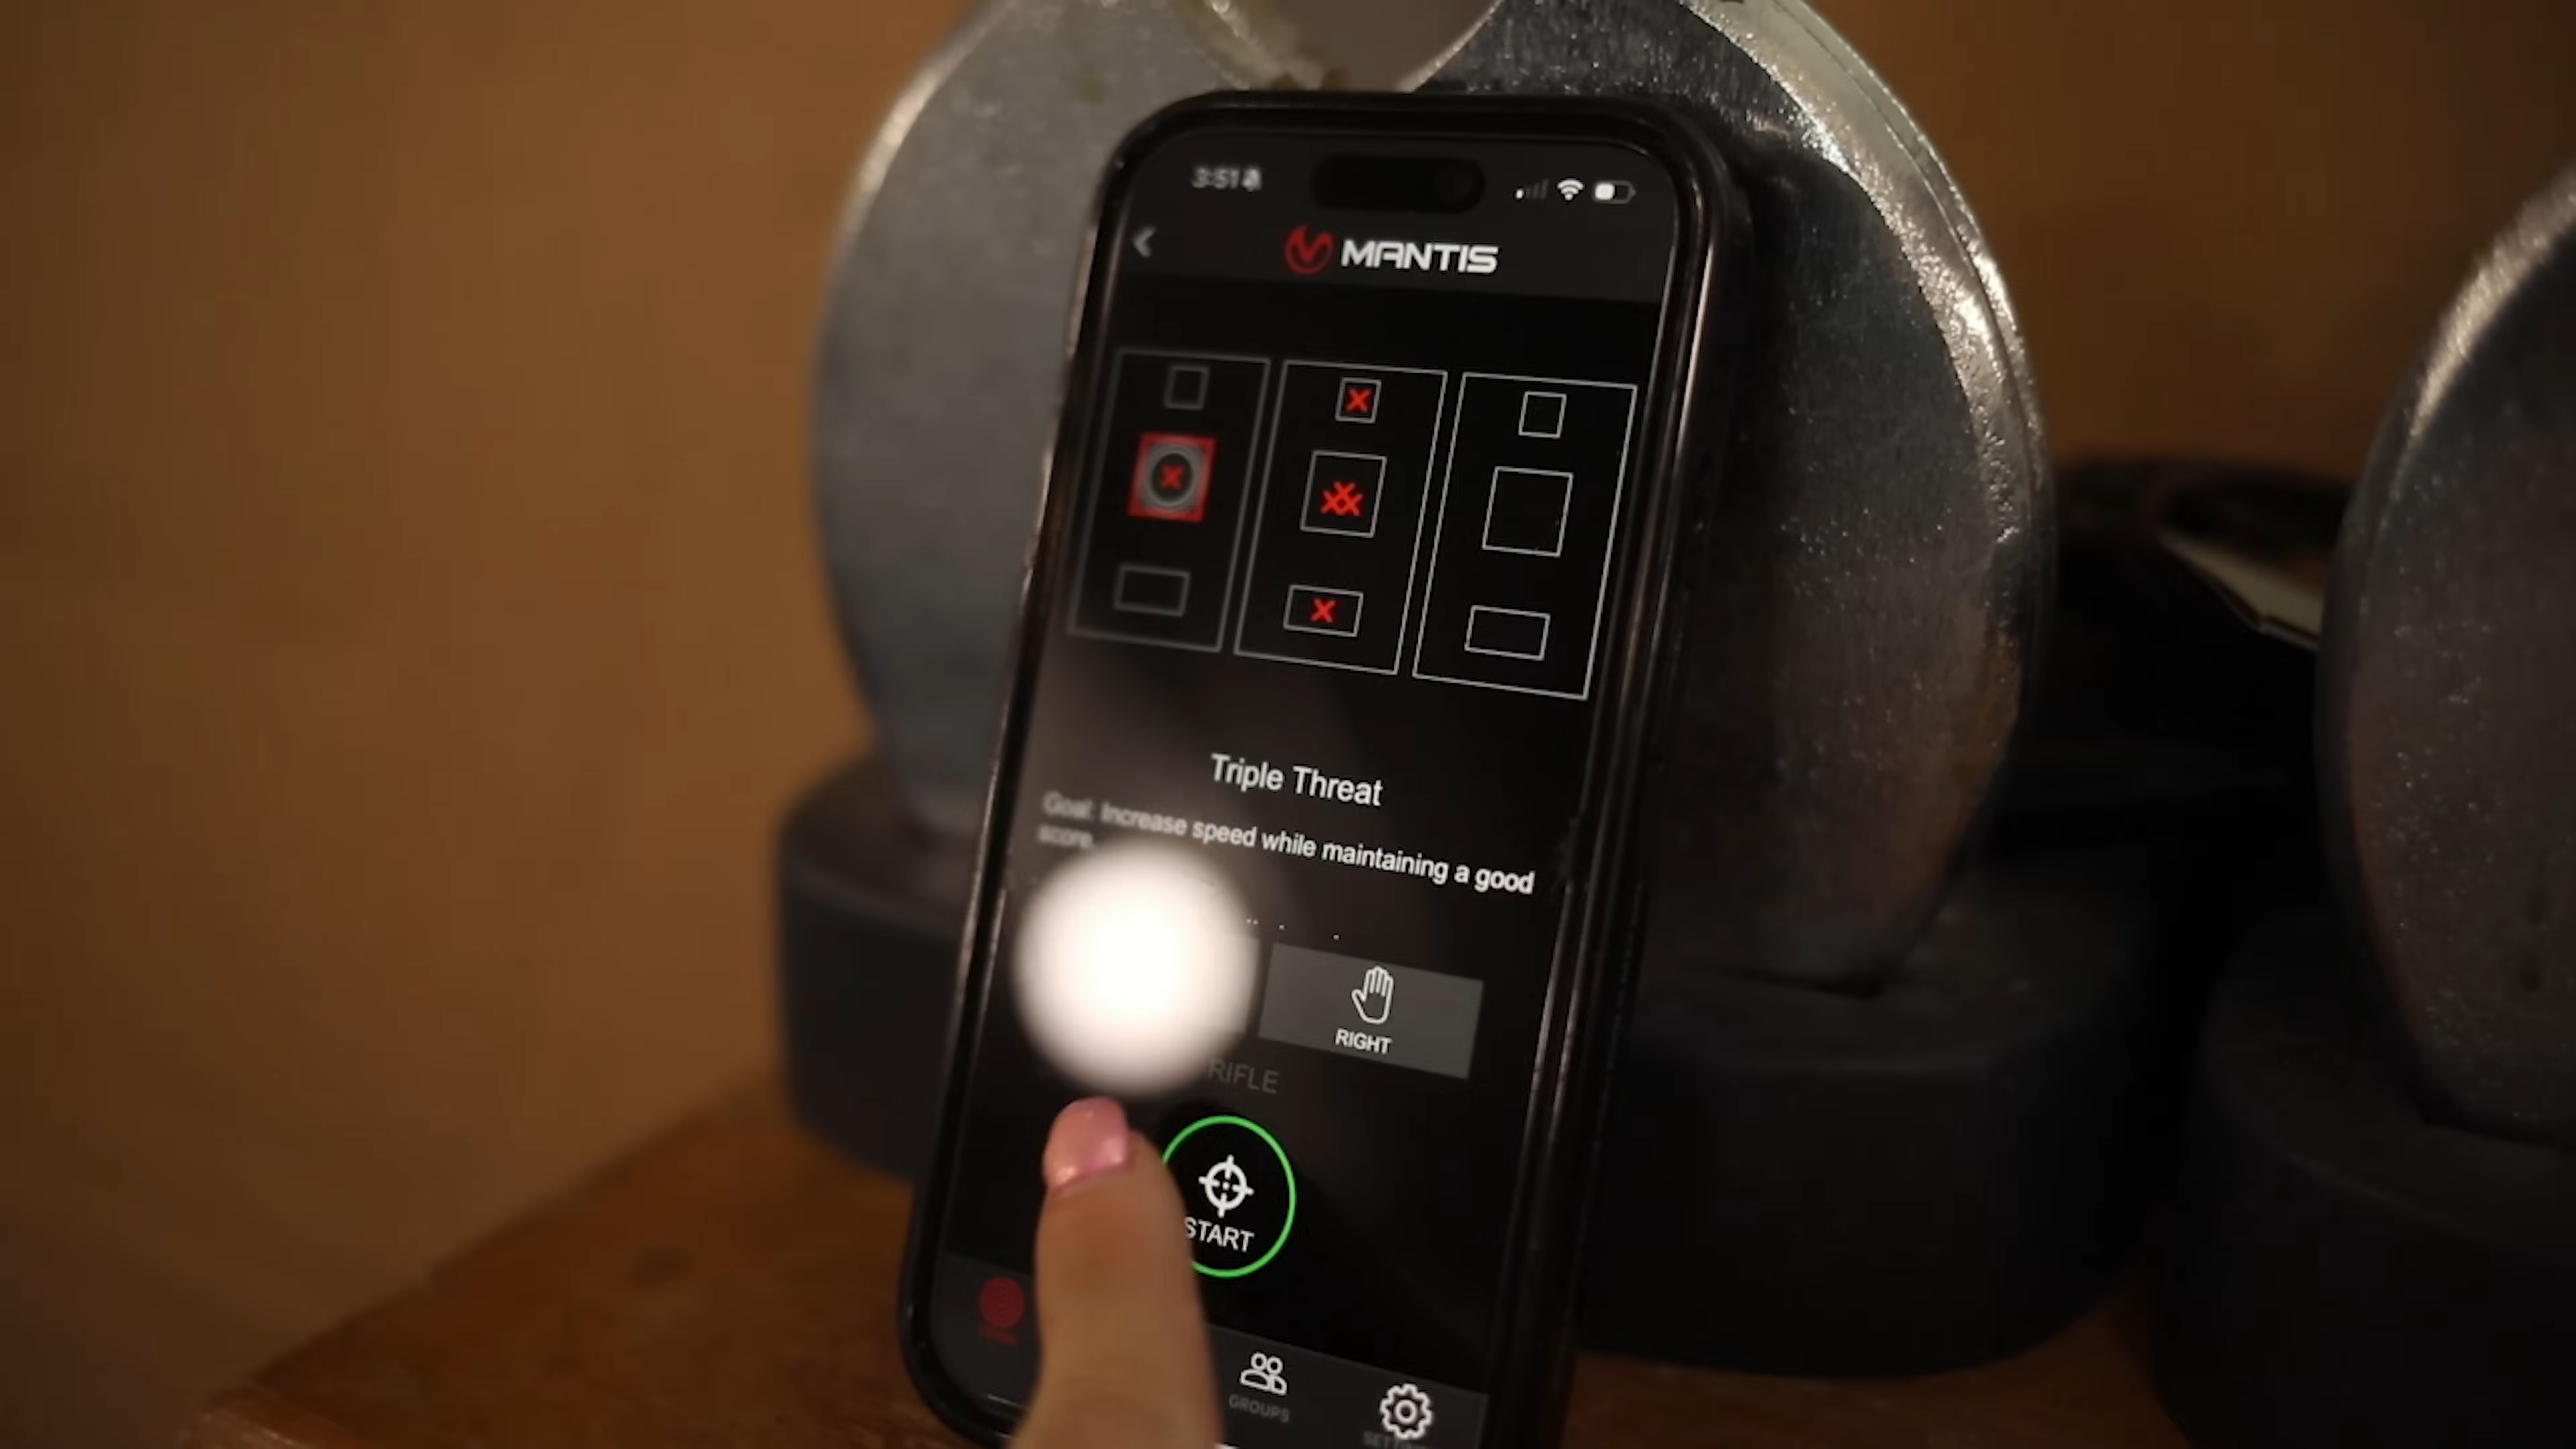 3:51
MANTIS
Triple Threat
Goal: Increase speed while maintaining a good
score.
RIGHT
RIFLE
START
GROUPS